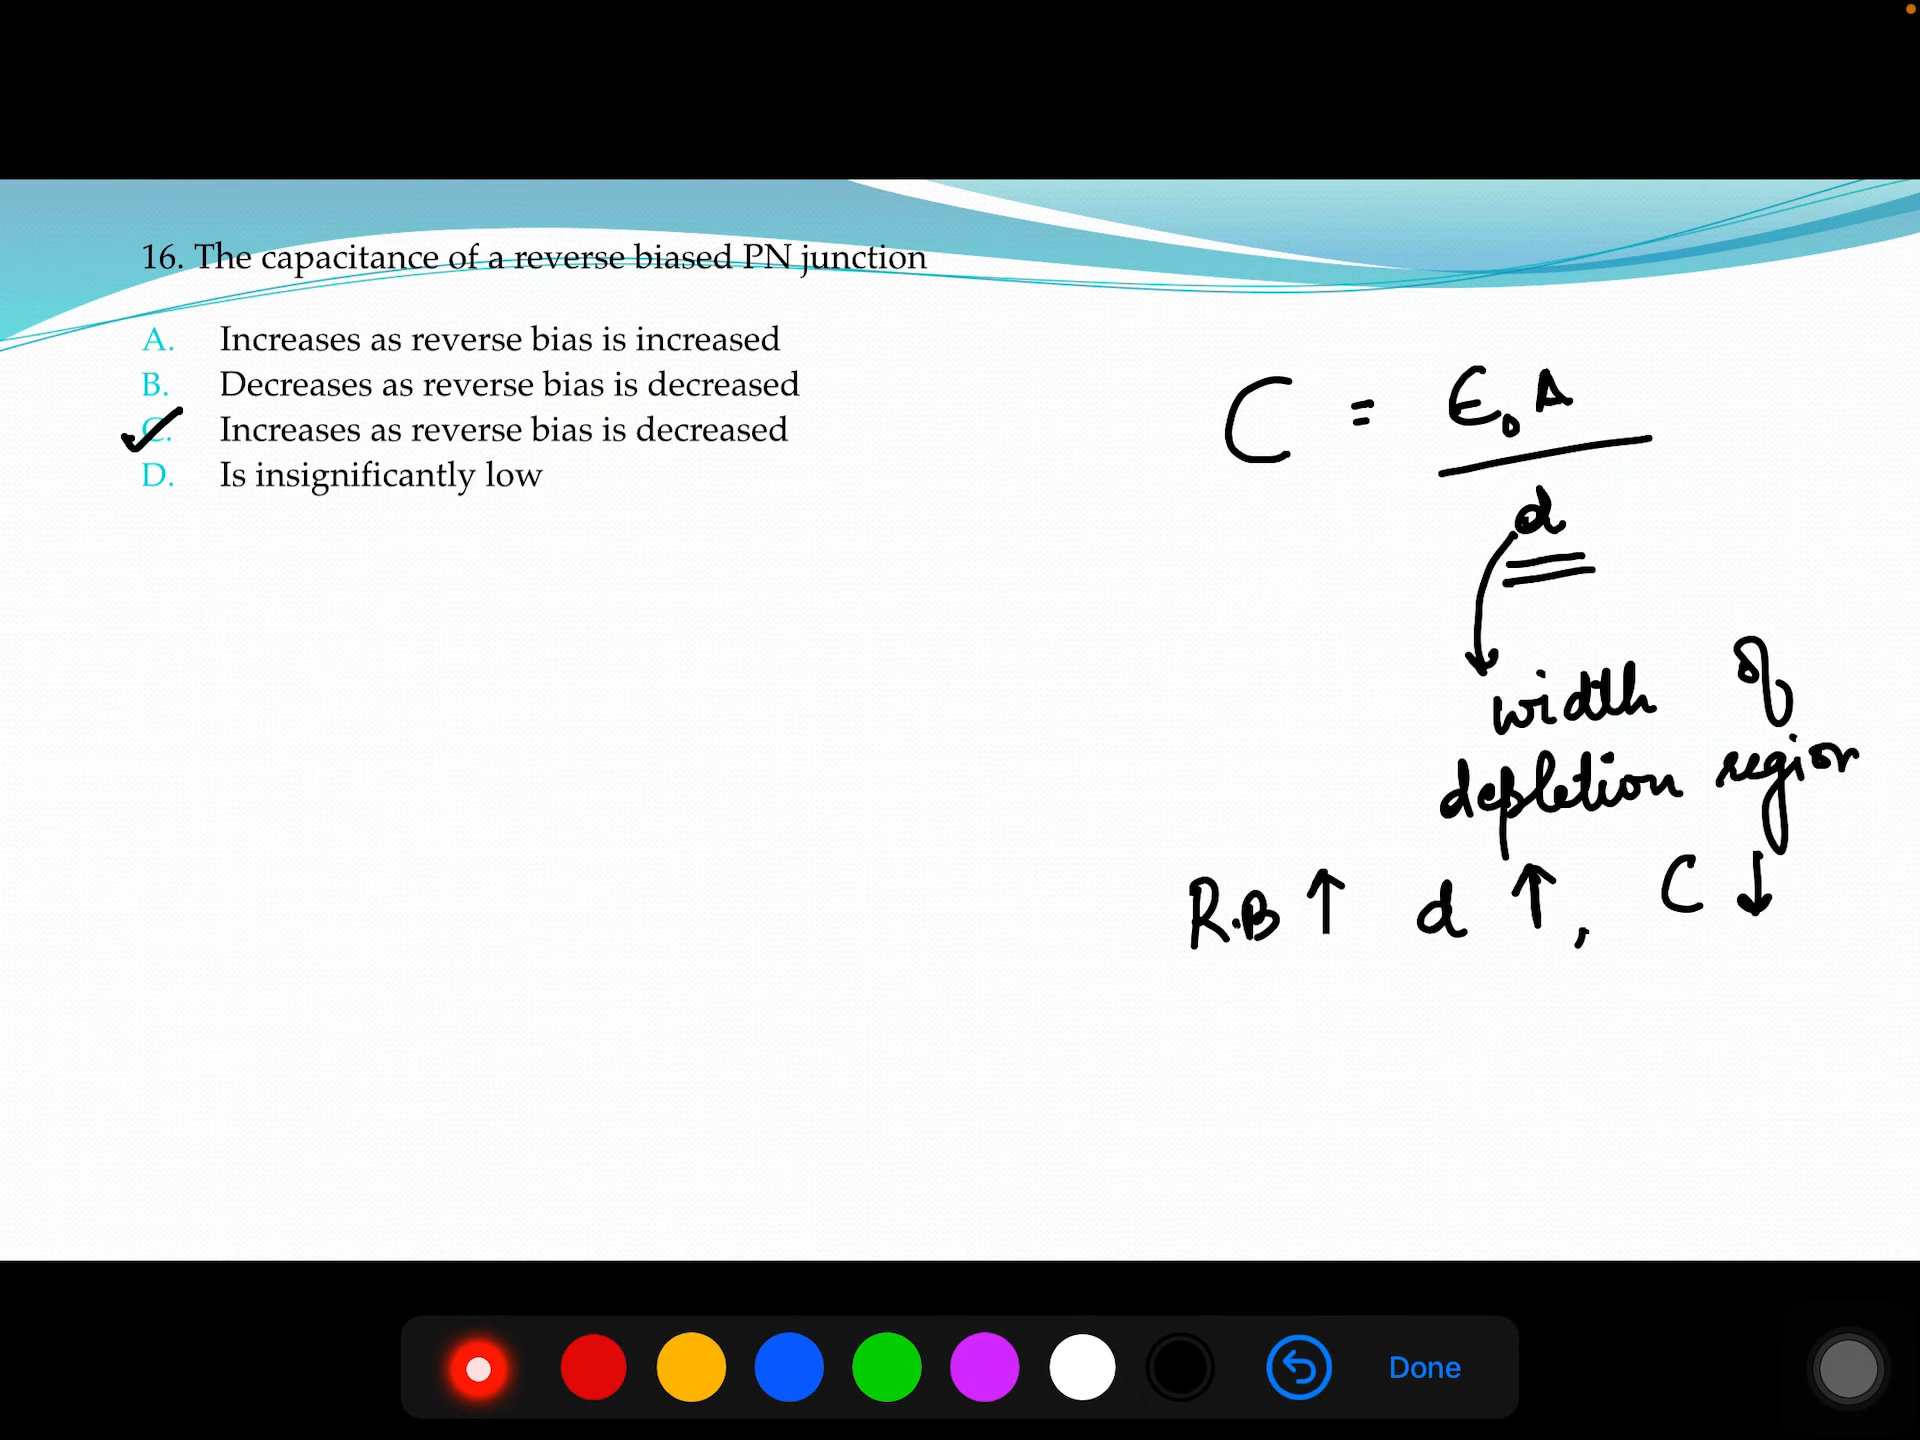 16. The capacitance of a reverse biased PN junction
A. Increases as reverse bias is increased
B. Decreases as reverse bias is decreased
C. Increases as reverse bias is decreased
D. Is insignificantly low
C = ϵ₀ A
d
width of
depletion region
R.B ↑ d ↑, C ↓
Done